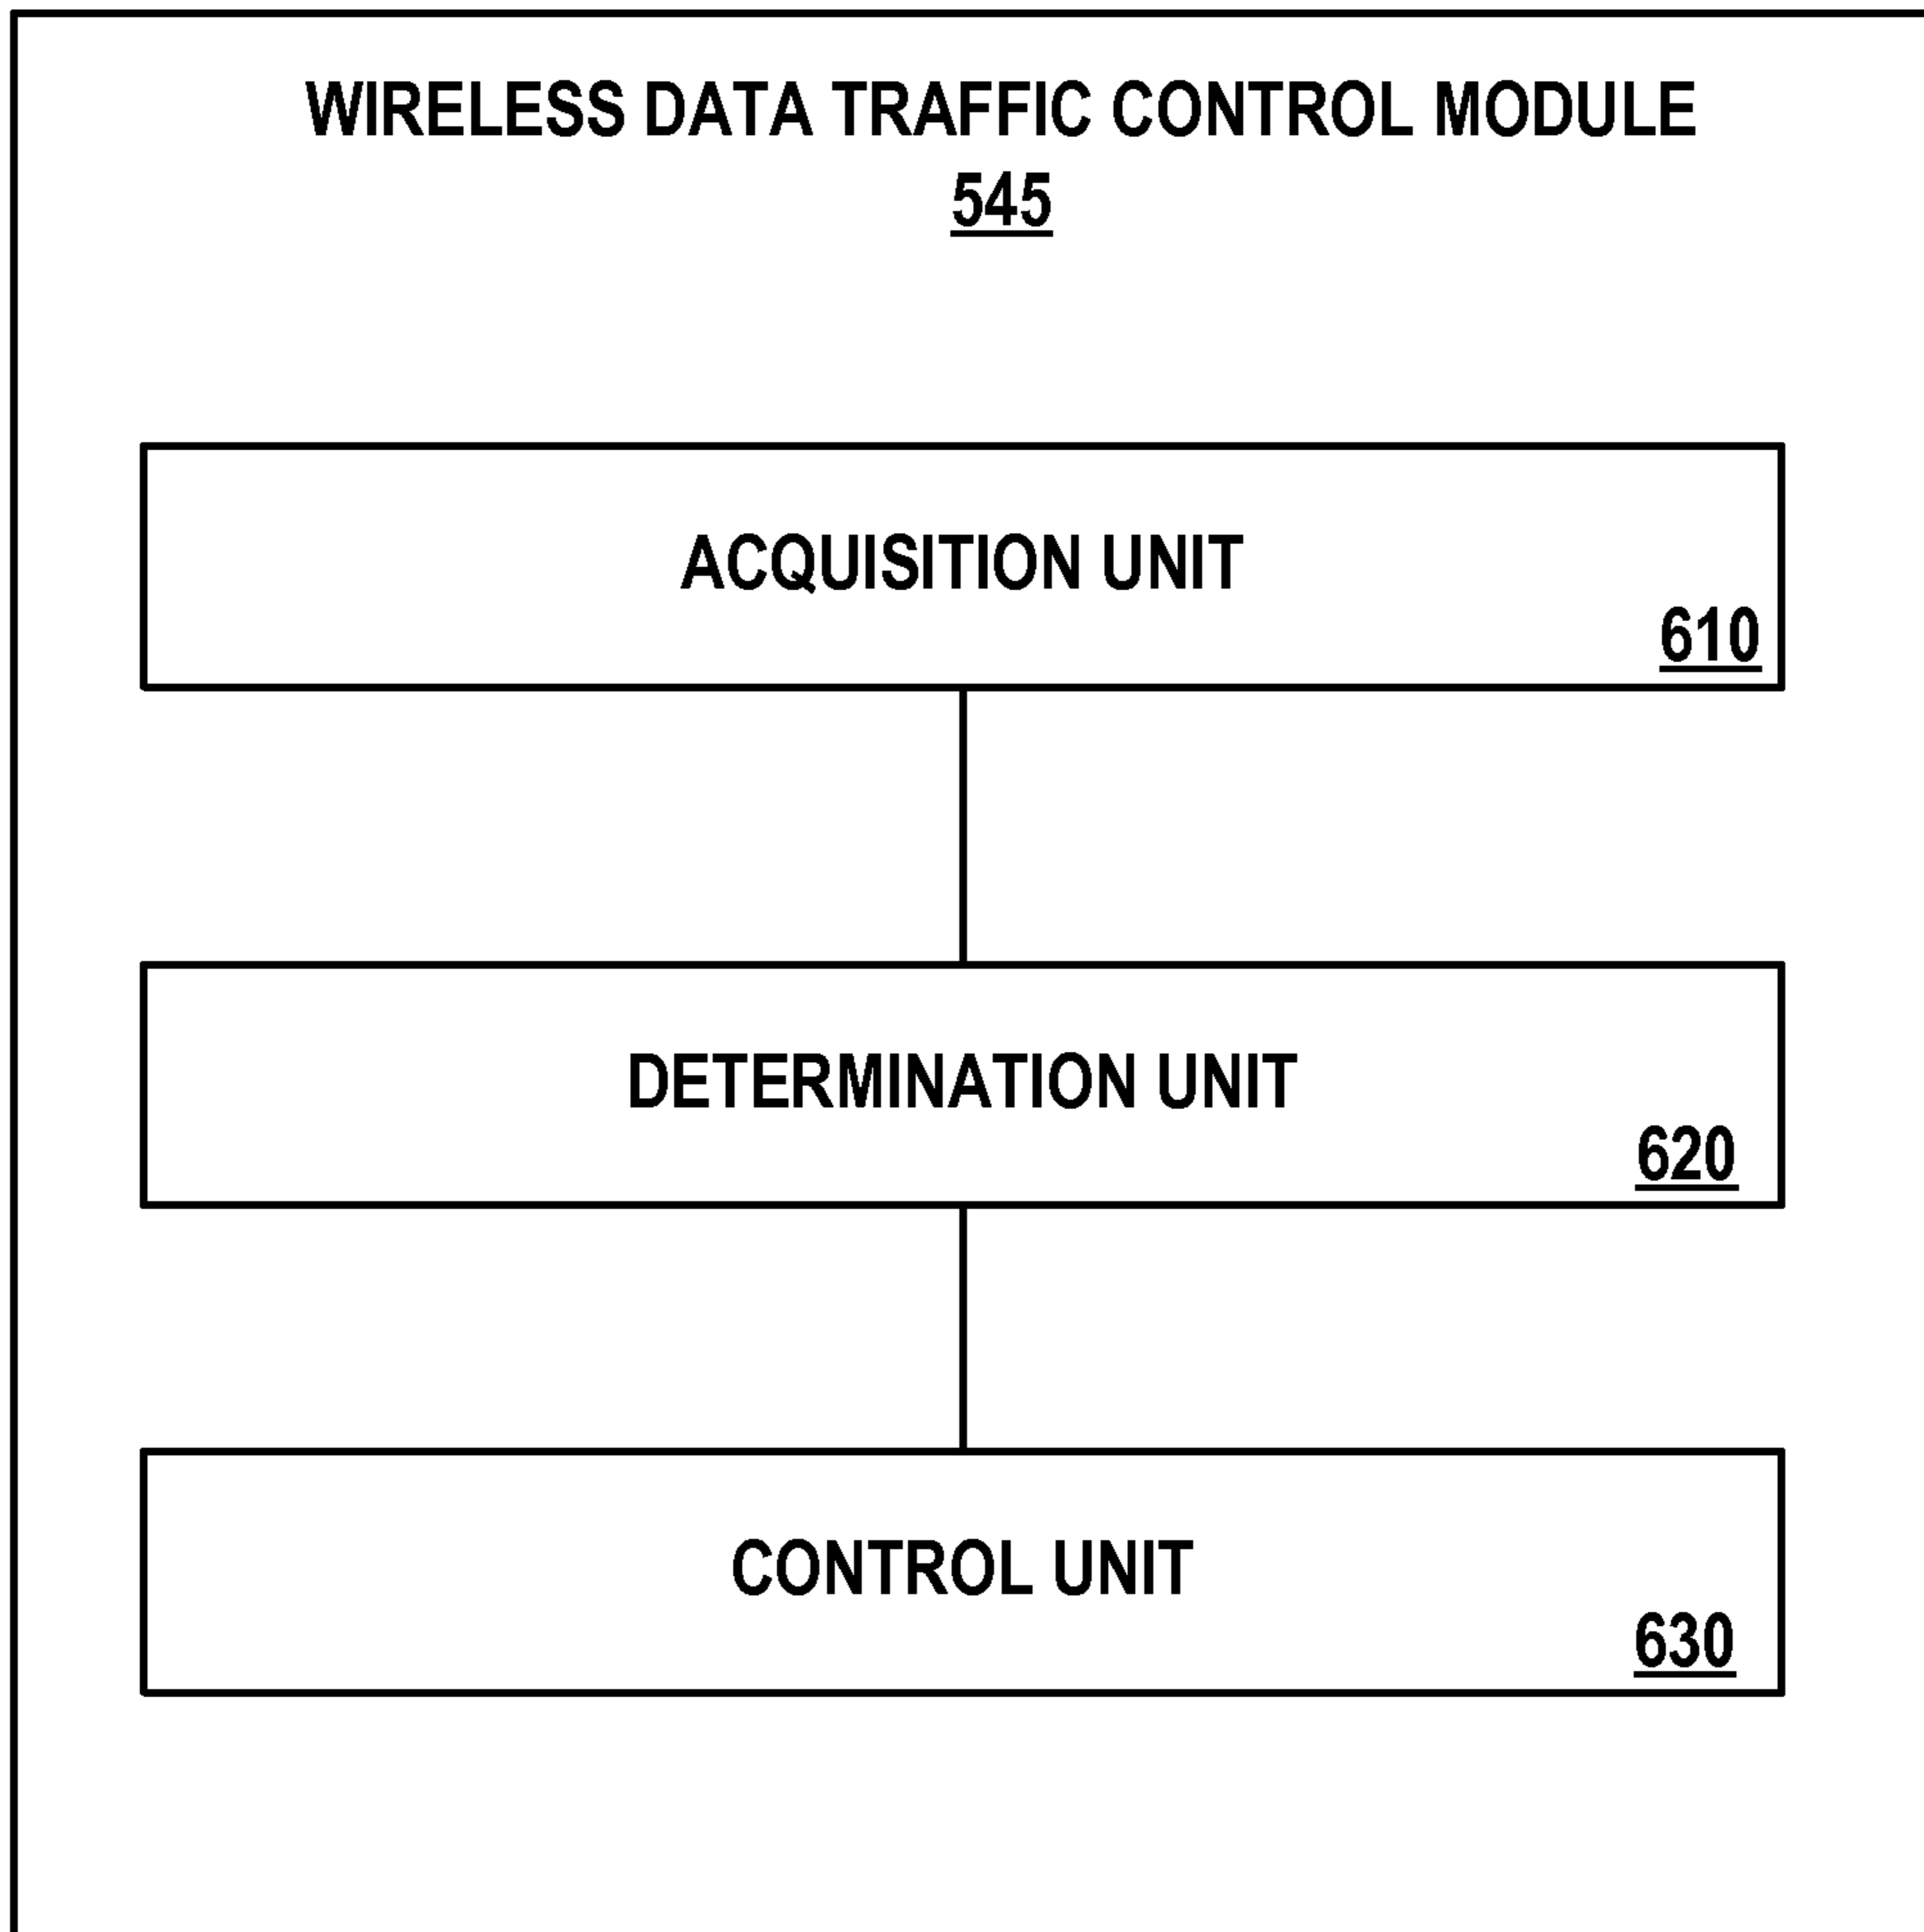 WIRELESS DATA TRAFFIC CONTROL MODULE
545
ACQUISITION UNIT
610
DETERMINATION UNIT
620
CONTROL UNIT
630